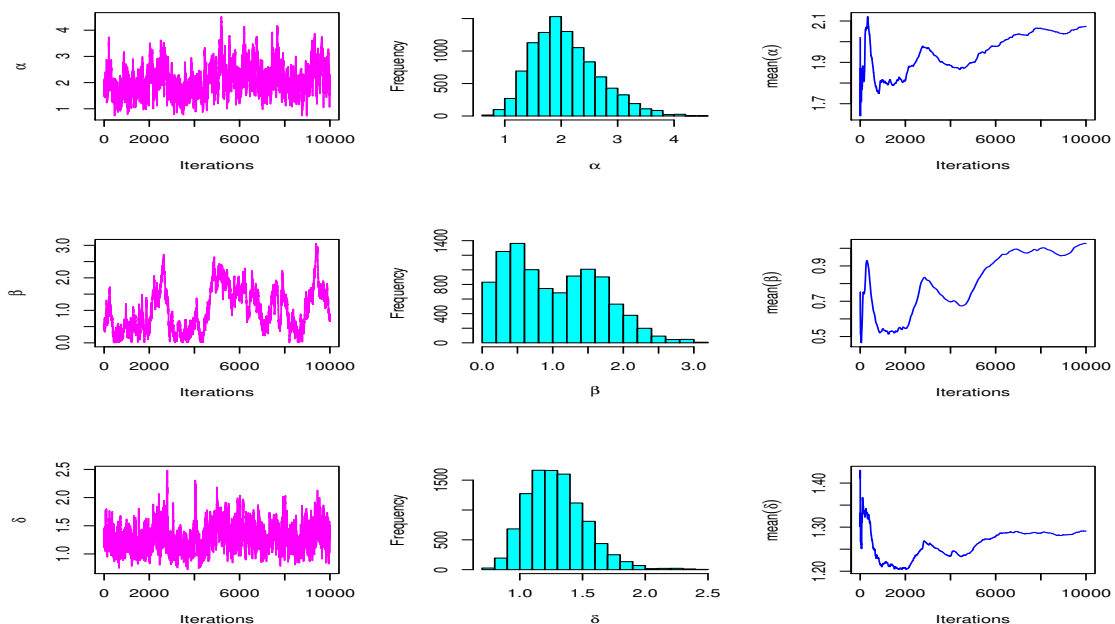 α
1 2 3 4
0 2000 6000 10000
Iterations
Frequency
0 500 1500
1 2 3 4
α
mean(α)
1.7 1.9 2.1
0 2000 6000 10000
Iterations
β
0.0 1.0 2.0 3.0
0 2000 6000 10000
Iterations
Frequency
0 400 800 1400
0.0 1.0 2.0 3.0
β
mean(β)
0.5 0.7 0.9
0 2000 6000 10000
Iterations
δ
1.0 1.5 2.0 2.5
0 2000 6000 10000
Iterations
Frequency
0 500 1500
1.0 1.5 2.0 2.5
δ
mean(δ)
1.20 1.30 1.40
0 2000 6000 10000
Iterations